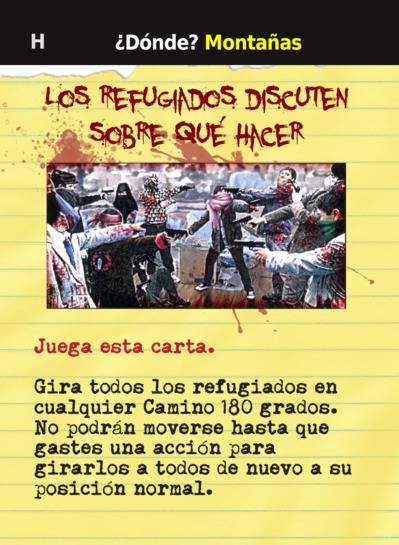 H ¿Dónde? Montañas
LOS REFUGIADOS DISCUTEN
SOBRE QUÉ HACER
Juega esta carta.
Gira todos los refugiados en
cualquier Camino 180 grados.
No podrán moverse hasta que
gastes una acción para
girarlos a todos de nuevo a su
posición normal.